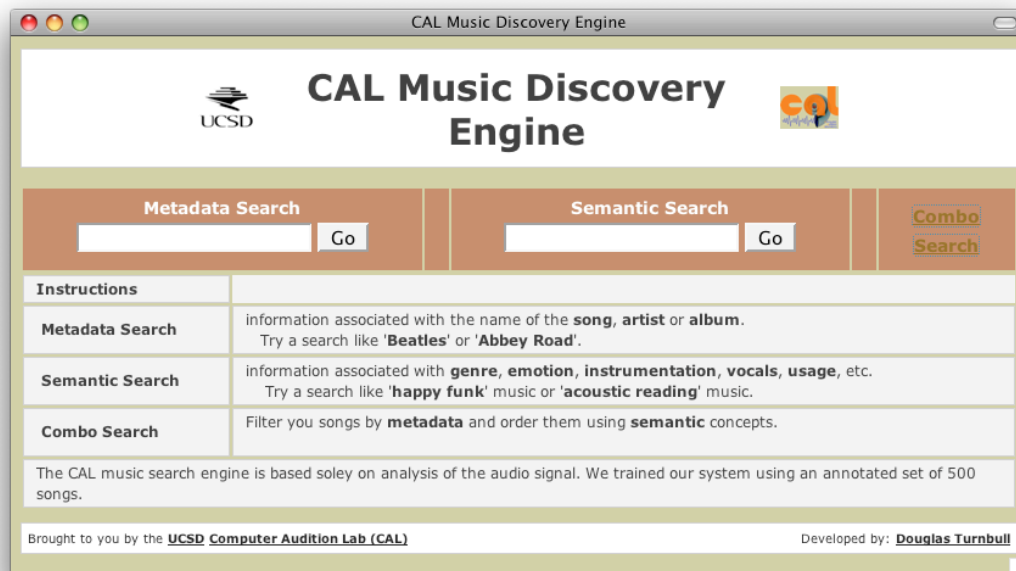 CAL Music Discovery Engine
CAL Music Discovery
Engine
UCSD
cal
Metadata Search
Go
Semantic Search
Go
Combo
Search
Instructions
Metadata Search
information associated with the name of the song, artist or album.
Try a search like 'Beatles' or 'Abbey Road'.
Semantic Search
information associated with genre, emotion, instrumentation, vocals, usage, etc.
Try a search like 'happy funk' music or 'acoustic reading' music.
Combo Search
Filter you songs by metadata and order them using semantic concepts.
The CAL music search engine is based soley on analysis of the audio signal. We trained our system using an annotated set of 500
songs.
Brought to you by the UCSD Computer Audition Lab (CAL)
Developed by: Douglas Turnbull